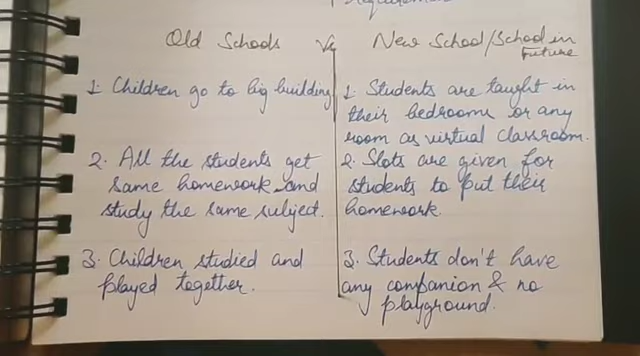 Old Schools Vs New School/School in
Future
1. Children go to big building
2. All the students get
same homework and
study the same subject.
3. Children studied and
played together.
1. Students are taught in
their bedrooms or any
room as virtual classroom.
2. Slots are given for
students to put their
homework.
3. Students don't have
any companion & no
playground.